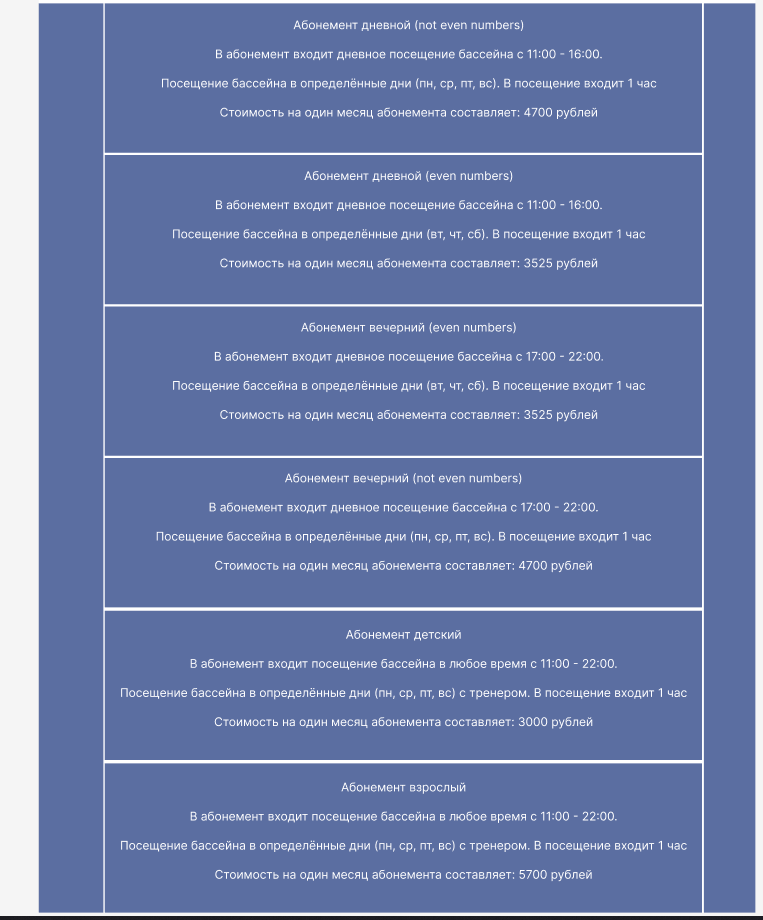 Абонемент дневной (not even numbers)
В абонемент входит дневное посещение бассейна с 11:00 - 16:00.
Посещение бассейна в определённые дни (пн, ср, пт, вс). В посещение входит 1 час
Стоимость на один месяц абонемента составляет: 4700 рублей
Абонемент дневной (even numbers)
В абонемент входит дневное посещение бассейна с 11:00 - 16:00.
Посещение бассейна в определённые дни (вт, чт, сб). В посещение входит 1 час
Стоимость на один месяц абонемента составляет: 3525 рублей
Абонемент вечерний (even numbers)
В абонемент входит дневное посещение бассейна с 17:00 - 22:00.
Посещение бассейна в определённые дни (вт, чт, сб). В посещение входит 1 час
Стоимость на один месяц абонемента составляет: 3525 рублей
Абонемент вечерний (not even numbers)
В абонемент входит дневное посещение бассейна с 17:00 - 22:00.
Посещение бассейна в определённые дни (пн, ср, пт, вс). В посещение входит 1 час
Стоимость на один месяц абонемента составляет: 4700 рублей
Абонемент детский
В абонемент входит посещение бассейна в любое время с 11:00 - 22:00.
Посещение бассейна в определённые дни (пн, ср, пт, вс) с тренером. В посещение входит 1 час
Стоимость на один месяц абонемента составляет: 3000 рублей
Абонемент взрослый
В абонемент входит посещение бассейна в любое время с 11:00 - 22:00.
Посещение бассейна в определённые дни (пн, ср, пт, вс) с тренером. В посещение входит 1 час
Стоимость на один месяц абонемента составляет: 5700 рублей